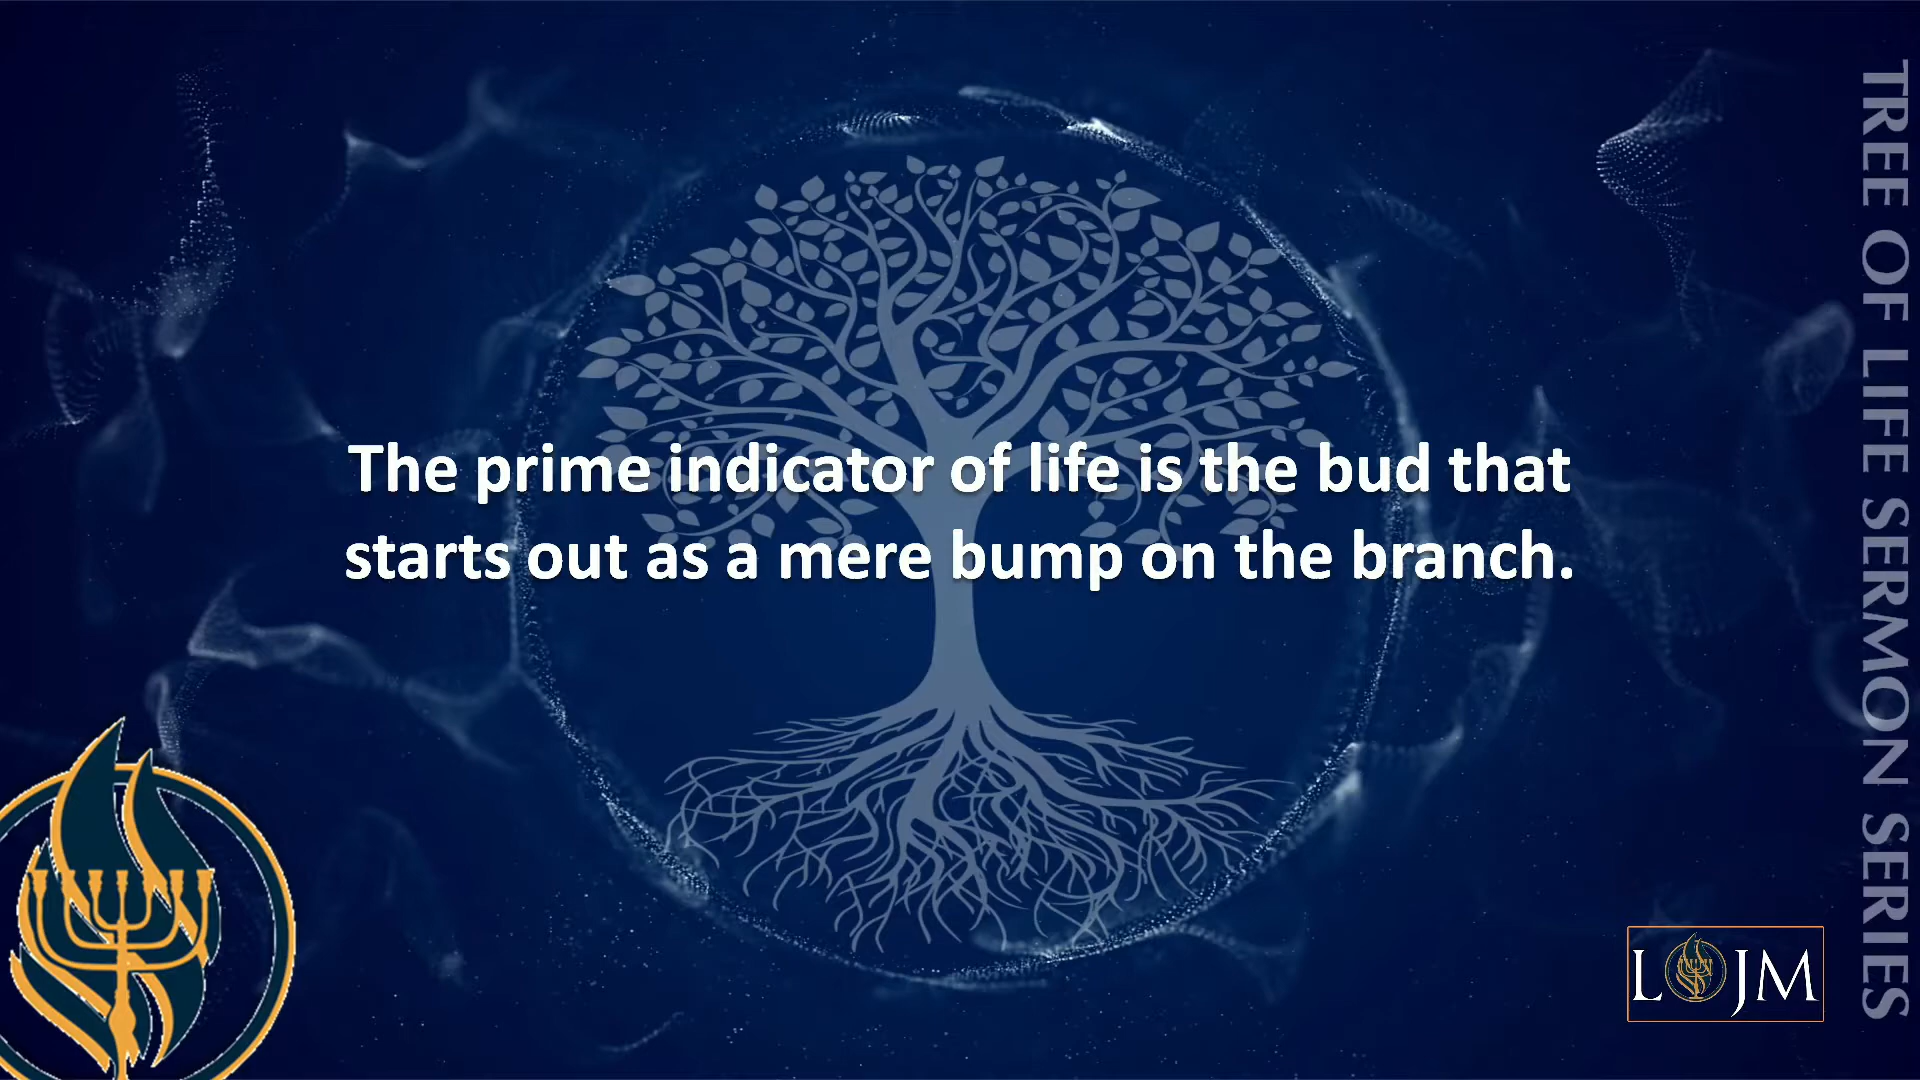 The prime indicator of life is the bud that
starts out as a mere bump on the branch.
TREE OF LIFE SERMON SERIES
LOJM